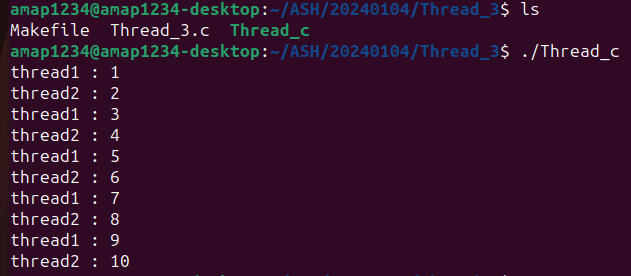 amap1234@amap1234-desktop:~/ASH/20240104/Thread_3$ ls
Makefile  Thread_3.c  Thread_c
amap1234@amap1234-desktop:~/ASH/20240104/Thread_3$ ./Thread_c
thread1 : 1
thread2 : 2
thread1 : 3
thread2 : 4
thread1 : 5
thread2 : 6
thread1 : 7
thread2 : 8
thread1 : 9
thread2 : 10